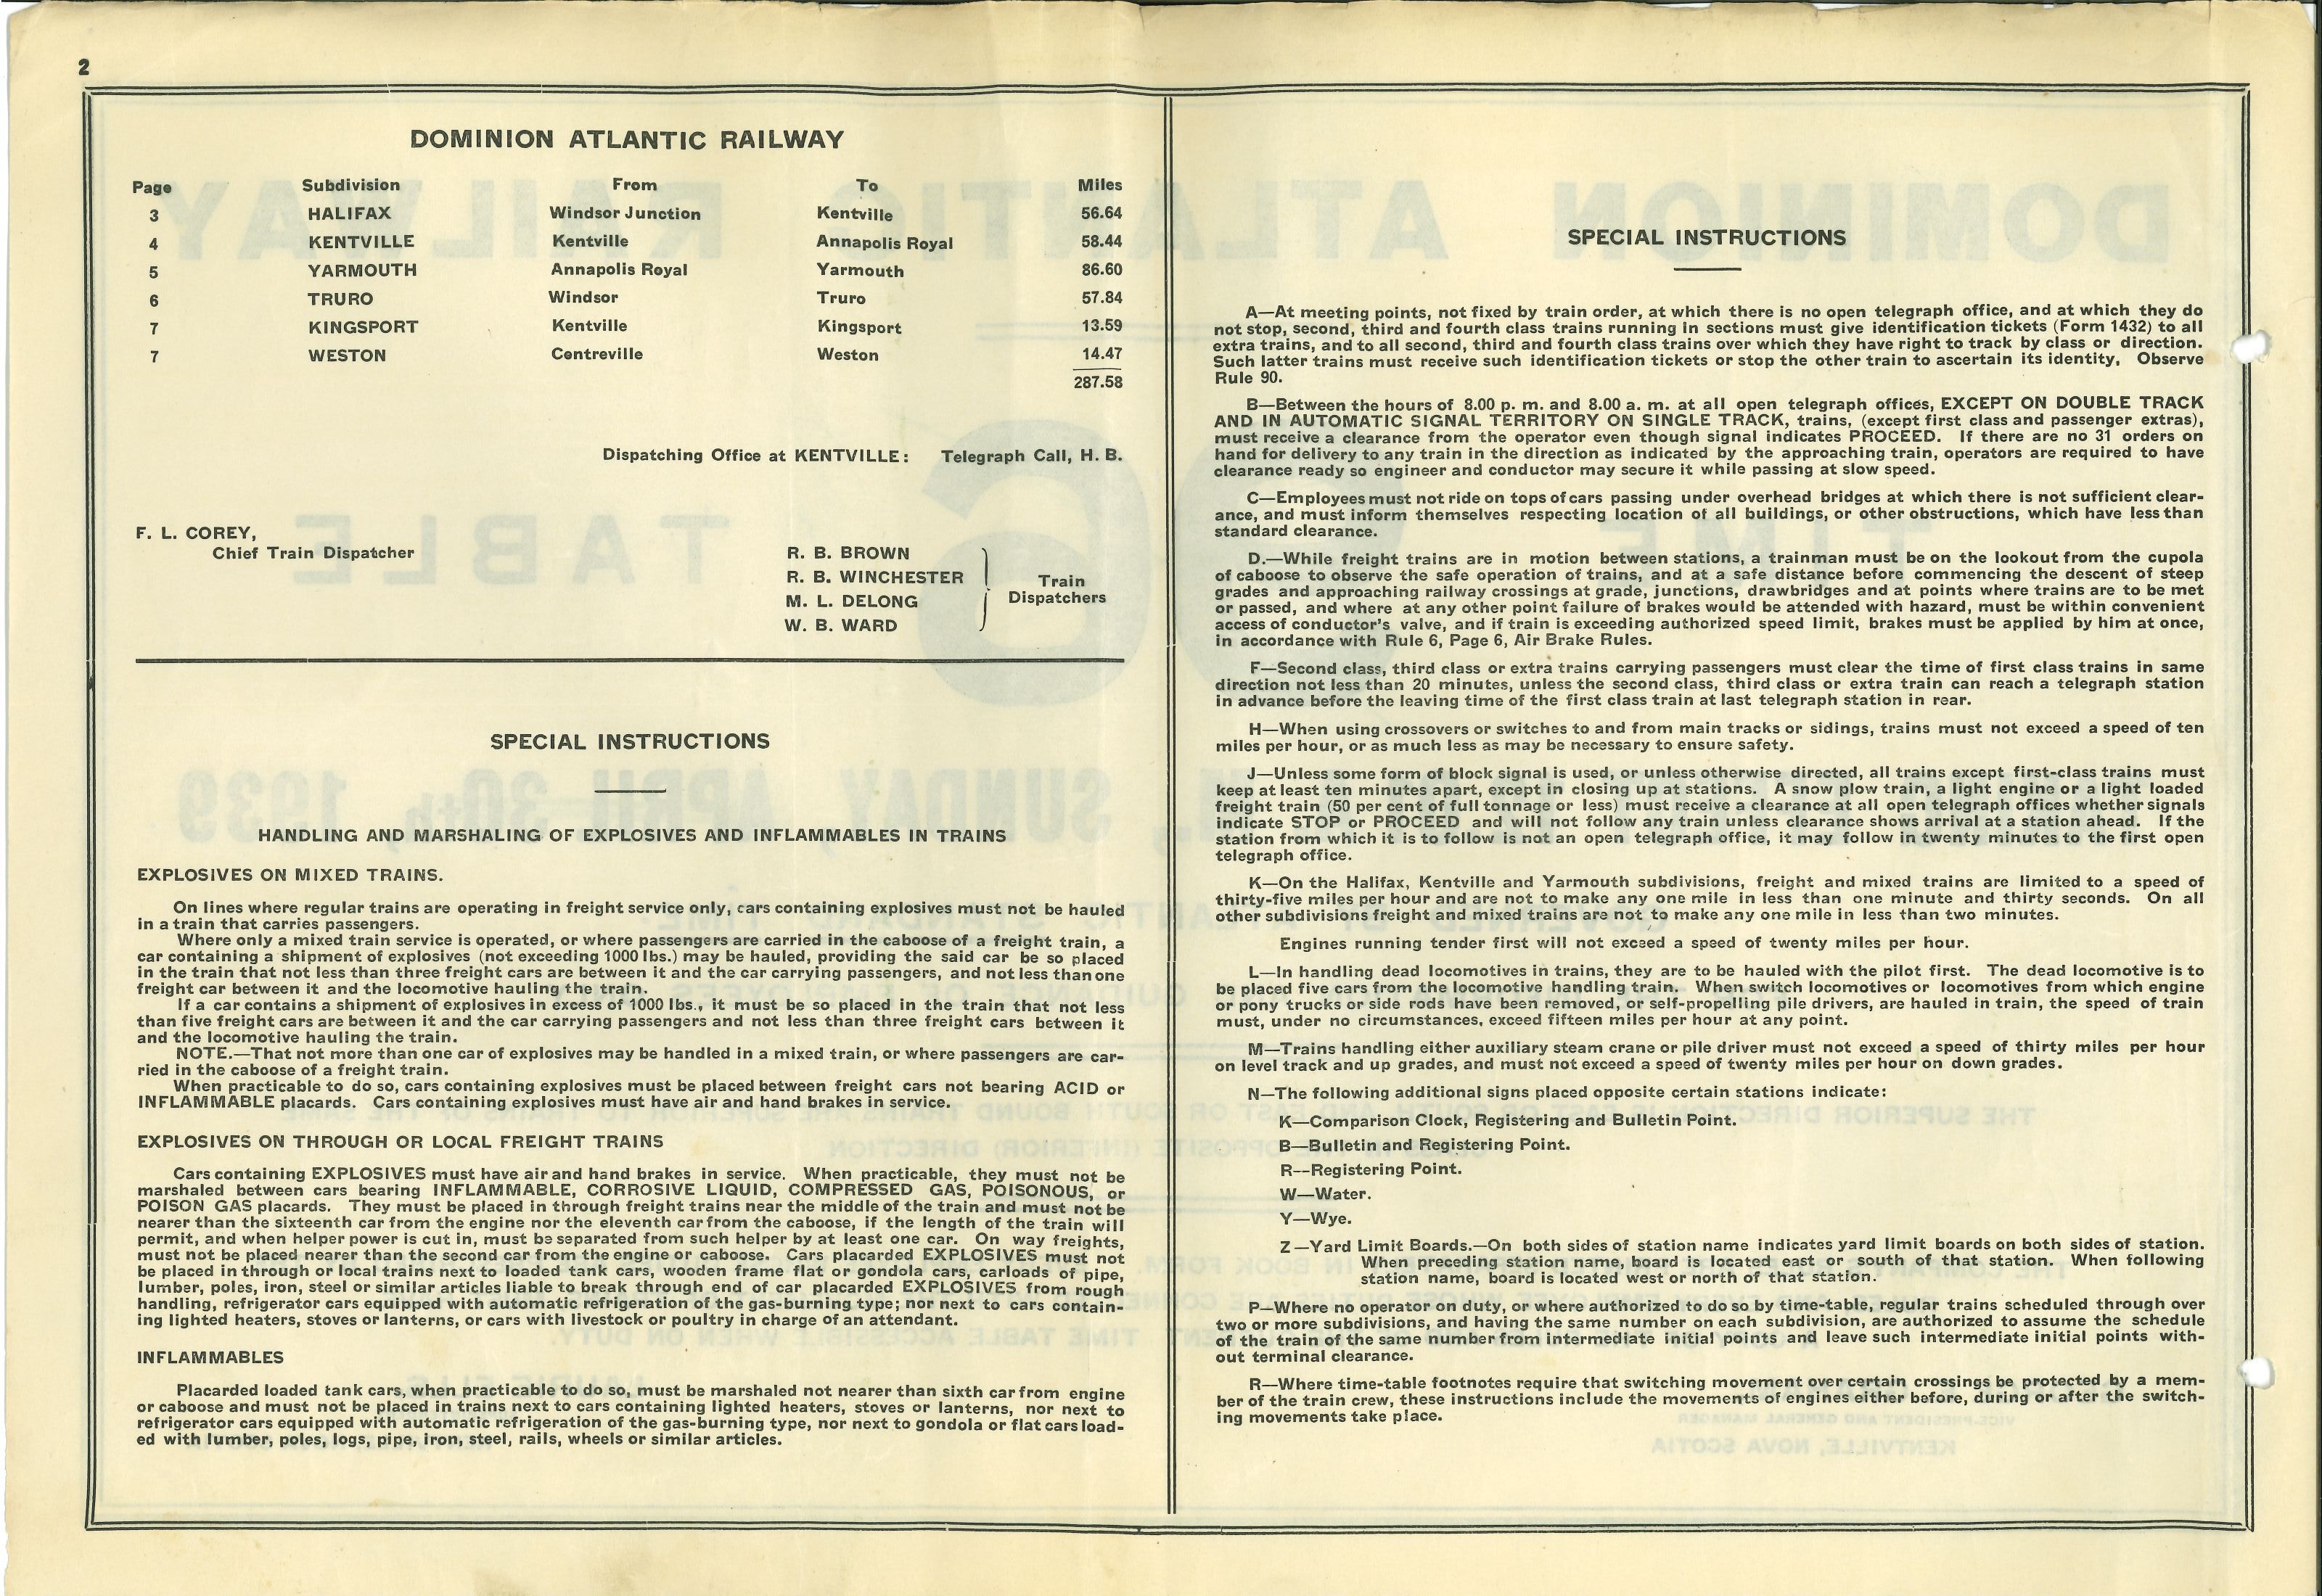 2
DOMINION ATLANTIC RAILWAY
Page Subdivision From To Miles
3 HALIFAX Windsor Junction Kentville 56.64
4 KENTVILLE Kentville Annapolis Royal 58.44
5 YARMOUTH Annapolis Royal Yarmouth 86.60
6 TRURO Windsor Truro 57.84
7 KINGSPORT Kentville Kingsport 13.59
7 WESTON Centreville Weston 14.47
287.58
Dispatching Office at KENTVILLE: Telegraph Call, H. B.
F. L. COREY,
Chief Train Dispatcher
R. B. BROWN
R. B. WINCHESTER
M. L. DELONG
W. B. WARD
Train
Dispatchers
SPECIAL INSTRUCTIONS
HANDLING AND MARSHALING OF EXPLOSIVES AND INFLAMMABLES IN TRAINS
EXPLOSIVES ON MIXED TRAINS.
On lines where regular trains are operating in freight service only, cars containing explosives must not be hauled
in a train that carries passengers.
Where only a mixed train service is operated, or where passengers are carried in the caboose of a freight train, a
car containing a shipment of explosives (not exceeding 1000 lbs.) may be hauled, providing the said car be so placed
in the train that not less than three freight cars are between it and the car carrying passengers, and not less than one
freight car between it and the locomotive hauling the train.
If a car contains a shipment of explosives in excess of 1000 lbs., it must be so placed in the train that not less
than five freight cars are between it and the car carrying passengers and not less than three freight cars between it
and the locomotive hauling the train.
NOTE.—That not more than one car of explosives may be handled in a mixed train, or where passengers are car-
ried in the caboose of a freight train.
When practicable to do so, cars containing explosives must be placed between freight cars not bearing ACID or
INFLAMMABLE placards. Cars containing explosives must have air and hand brakes in service.
EXPLOSIVES ON THROUGH OR LOCAL FREIGHT TRAINS
Cars containing EXPLOSIVES must have air and hand brakes in service. When practicable, they must not be
marshaled between cars bearing INFLAMMABLE, CORROSIVE LIQUID, COMPRESSED GAS, POISONOUS, or
POISON GAS placards. They must be placed in through freight trains near the middle of the train and must not be
nearer than the sixteenth car from the engine nor the eleventh car from the caboose, if the length of the train will
permit, and when helper power is cut in, must be separated from such helper by at least one car. On way freights,
must not be placed nearer than the second car from the engine or caboose. Cars placarded EXPLOSIVES must not
be placed in through or local trains next to loaded tank cars, wooden frame flat or gondola cars, carloads of pipe,
lumber, poles, iron, steel or similar articles liable to break through end of car placarded EXPLOSIVES from rough
handling, refrigerator cars equipped with automatic refrigeration of the gas-burning type; nor next to cars contain-
ing lighted heaters, stoves or lanterns, or cars with livestock or poultry in charge of an attendant.
INFLAMMABLES
Placarded loaded tank cars, when practicable to do so, must be marshaled not nearer than sixth car from engine
or caboose and must not be placed in trains next to cars containing lighted heaters, stoves or lanterns, nor next to
refrigerator cars equipped with automatic refrigeration of the gas-burning type, nor next to gondola or flat cars load-
ed with lumber, poles, logs, pipe, iron, steel, rails, wheels or similar articles.
SPECIAL INSTRUCTIONS
A—At meeting points, not fixed by train order, at which there is no open telegraph office, and at which they do
not stop, second, third and fourth class trains running in sections must give identification tickets (Form 1432) to all
extra trains, and to all second, third and fourth class trains over which they have right to track by class or direction.
Such latter trains must receive such identification tickets or stop the other train to ascertain its identity, Observe
Rule 90.
B—Between the hours of 8.00 p. m. and 8.00 a. m. at all open telegraph offices, EXCEPT ON DOUBLE TRACK
AND IN AUTOMATIC SIGNAL TERRITORY ON SINGLE TRACK, trains, (except first class and passenger extras),
must receive a clearance from the operator even though signal indicates PROCEED. If there are no 31 orders on
hand for delivery to any train in the direction as indicated by the approaching train, operators are required to have
clearance ready so engineer and conductor may secure it while passing at slow speed.
C—Employees must not ride on tops of cars passing under overhead bridges at which there is not sufficient clear-
ance, and must inform themselves respecting location of all buildings, or other obstructions, which have less than
standard clearance.
D.—While freight trains are in motion between stations, a trainman must be on the lookout from the cupola
of caboose to observe the safe operation of trains, and at a safe distance before commencing the descent of steep
grades and approaching railway crossings at grade, junctions, drawbridges and at points where trains are to be met
or passed, and where at any other point failure of brakes would be attended with hazard, must be within convenient
access of conductor's valve, and if train is exceeding authorized speed limit, brakes must be applied by him at once,
in accordance with Rule 6, Page 6, Air Brake Rules.
F—Second class, third class or extra trains carrying passengers must clear the time of first class trains in same
direction not less than 20 minutes, unless the second class, third class or extra train can reach a telegraph station
in advance before the leaving time of the first class train at last telegraph station in rear.
H—When using crossovers or switches to and from main tracks or sidings, trains must not exceed a speed of ten
miles per hour, or as much less as may be necessary to ensure safety.
J—Unless some form of block signal is used, or unless otherwise directed, all trains except first-class trains must
keep at least ten minutes apart, except in closing up at stations. A snow plow train, a light engine or a light loaded
freight train (50 per cent of full tonnage or less) must receive a clearance at all open telegraph offices whether signals
indicate STOP or PROCEED and will not follow any train unless clearance shows arrival at a station ahead. If the
station from which it is to follow is not an open telegraph office, it may follow in twenty minutes to the first open
telegraph office.
K—On the Halifax, Kentville and Yarmouth subdivisions, freight and mixed trains are limited to a speed of
thirty-five miles per hour and are not to make any one mile in less than one minute and thirty seconds. On all
other subdivisions freight and mixed trains are not to make any one mile in less than two minutes.
Engines running tender first will not exceed a speed of twenty miles per hour.
L—In handling dead locomotives in trains, they are to be hauled with the pilot first. The dead locomotive is to
be placed five cars from the locomotive handling train. When switch locomotives or locomotives from which engine
or pony trucks or side rods have been removed, or self-propelling pile drivers, are hauled in train, the speed of train
must, under no circumstances, exceed fifteen miles per hour at any point.
M—Trains handling either auxiliary steam crane or pile driver must not exceed a speed of thirty miles per hour
on level track and up grades, and must not exceed a speed of twenty miles per hour on down grades.
N—The following additional signs placed opposite certain stations indicate:
K—Comparison Clock, Registering and Bulletin Point.
B—Bulletin and Registering Point.
R--Registering Point.
W—Water.
Y—Wye.
Z—Yard Limit Boards.—On both sides of station name indicates yard limit boards on both sides of station.
When preceding station name, board is located east or south of that station. When following
station name, board is located west or north of that station.
P—Where no operator on duty, or where authorized to do so by time-table, regular trains scheduled through over
two or more subdivisions, and having the same number on each subdivision, are authorized to assume the schedule
of the train of the same number from intermediate initial points and leave such intermediate initial points with-
out terminal clearance.
R—Where time-table footnotes require that switching movement over certain crossings be protected by a mem-
ber of the train crew, these instructions include the movements of engines either before, during or after the switch-
ing movements take place.